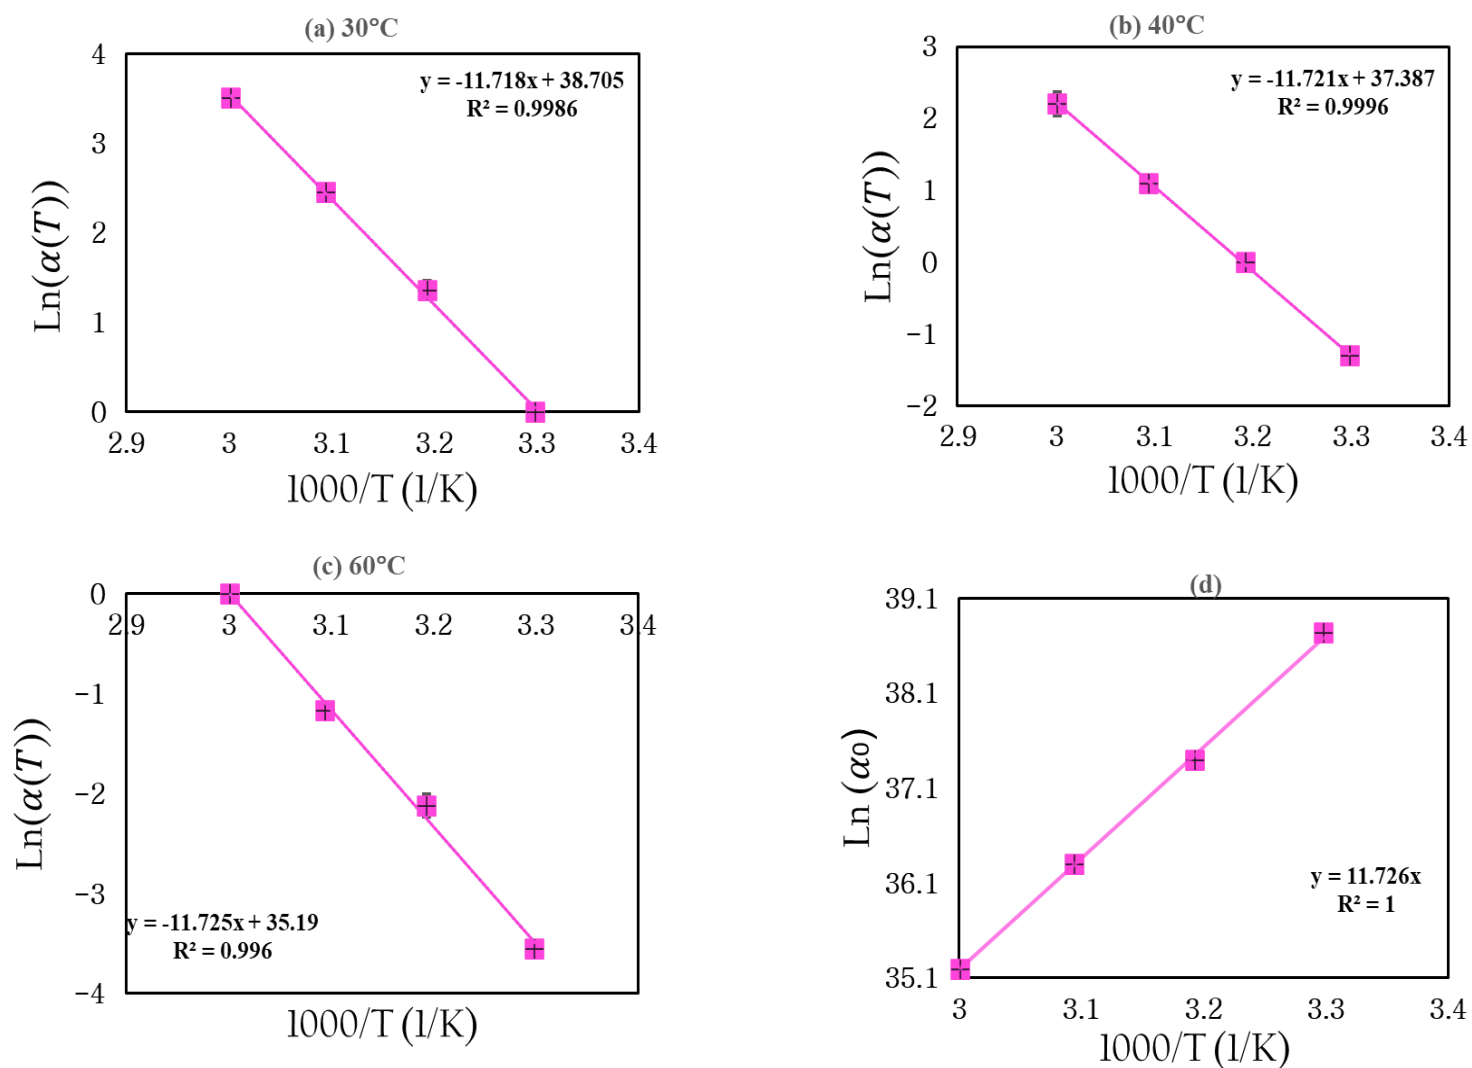 (a) 30°C
y = -11.718x + 38.705
R² = 0.9986
Ln(α(T))
4
3
2
1
0
2.9 3 3.1 3.2 3.3 3.4
1000/T (1/K)
(b) 40°C
y = -11.721x + 37.387
R² = 0.9996
Ln(α(T))
3
2
1
0
−1
−2
2.9 3 3.1 3.2 3.3 3.4
1000/T (1/K)
(c) 60°C
Ln(α(T))
0
2.9 3 3.1 3.2 3.3 3.4
−1
−2
−3
y = -11.725x + 35.19
R² = 0.996
−4
1000/T (1/K)
(d)
Ln (α0)
39.1
38.1
37.1
36.1
y = 11.726x
R² = 1
35.1
3 3.1 3.2 3.3 3.4
1000/T (1/K)